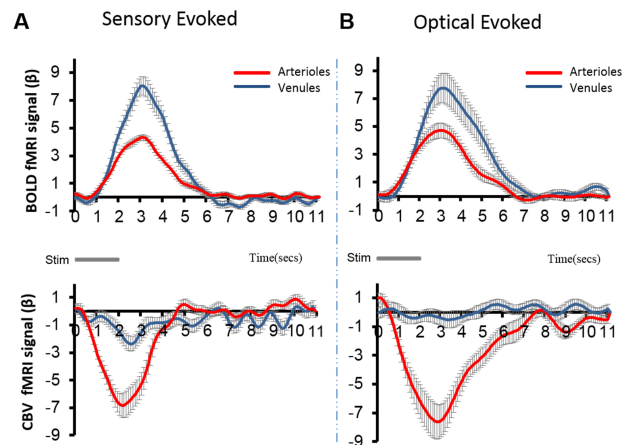 A Sensory Evoked
B Optical Evoked
BOLD fMRI signal (β)
9
7
5
3
1
-1
Arterioles
Venules
0 1 2 3 4 5 6 7 8 9 10 11
Stim
Time(secs)
9
7
5
3
1
-1
Arterioles
Venules
0 1 2 3 4 5 6 7 8 9 10 11
Stim
Time(secs)
CBV fMRI signal (β)
1
-1
-3
-5
-7
-9
0 1 2 3 4 5 6 7 8 9 10 11
1
-1
-3
-5
-7
-9
0 1 2 3 4 5 6 7 8 9 10 11